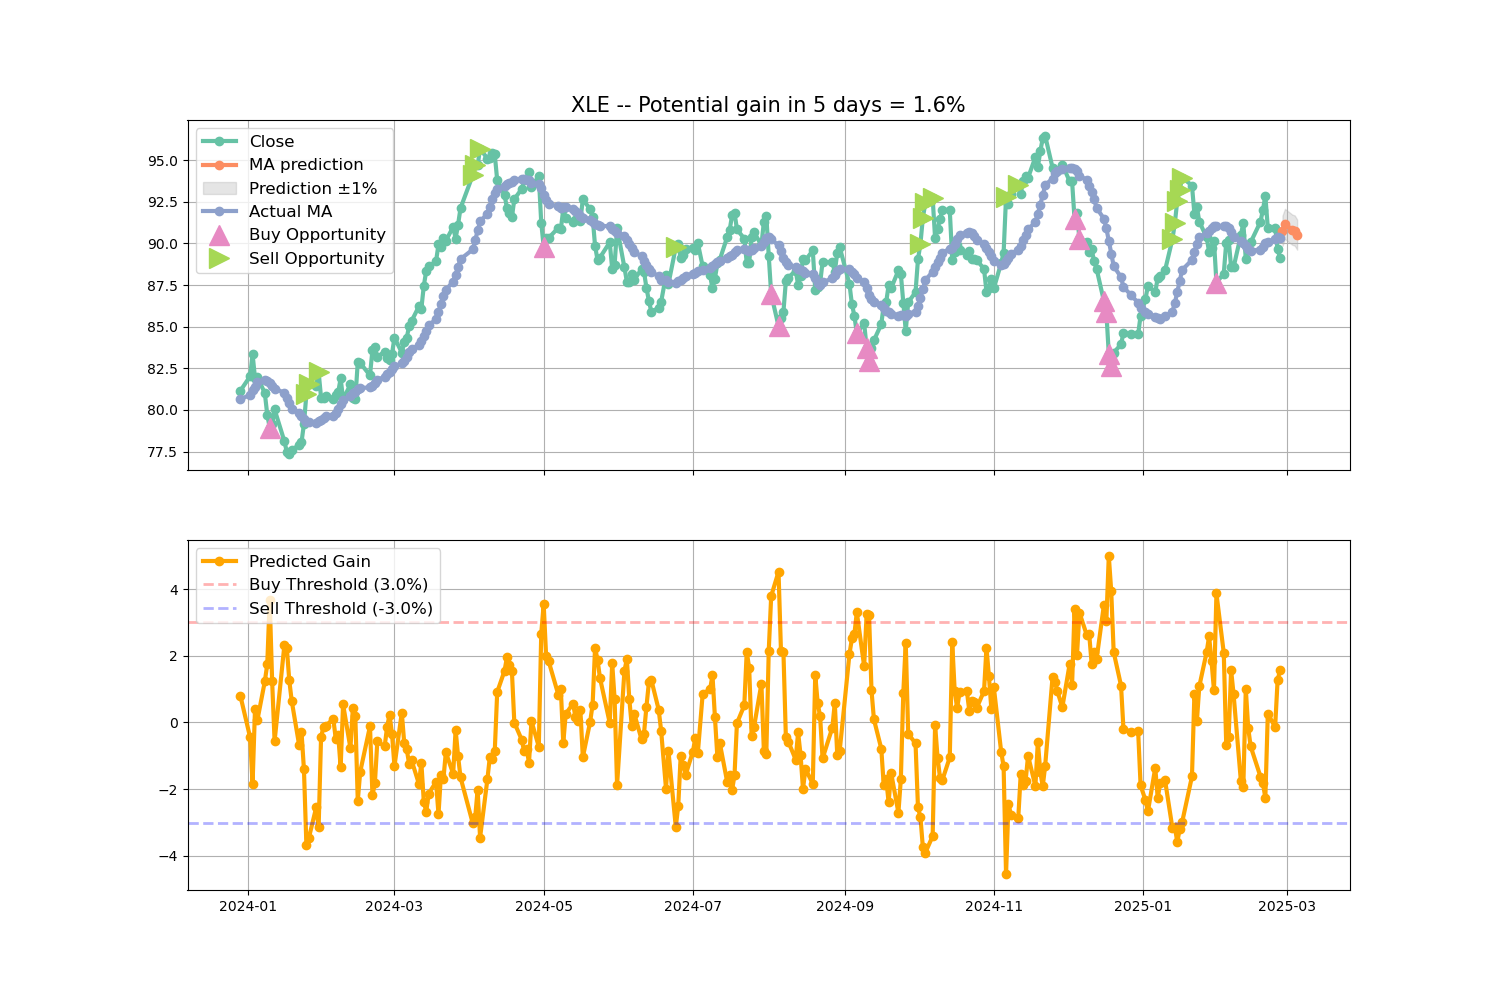 XLE -- Potential gain in 5 days = 1.6%
Close
MA prediction
Prediction ±1%
Actual MA
Buy Opportunity
Sell Opportunity
95.0
92.5
90.0
87.5
85.0
82.5
80.0
77.5
Predicted Gain
Buy Threshold (3.0%)
Sell Threshold (-3.0%)
4
2
0
−2
−4
2024-01 2024-03 2024-05 2024-07 2024-09 2024-11 2025-01 2025-03